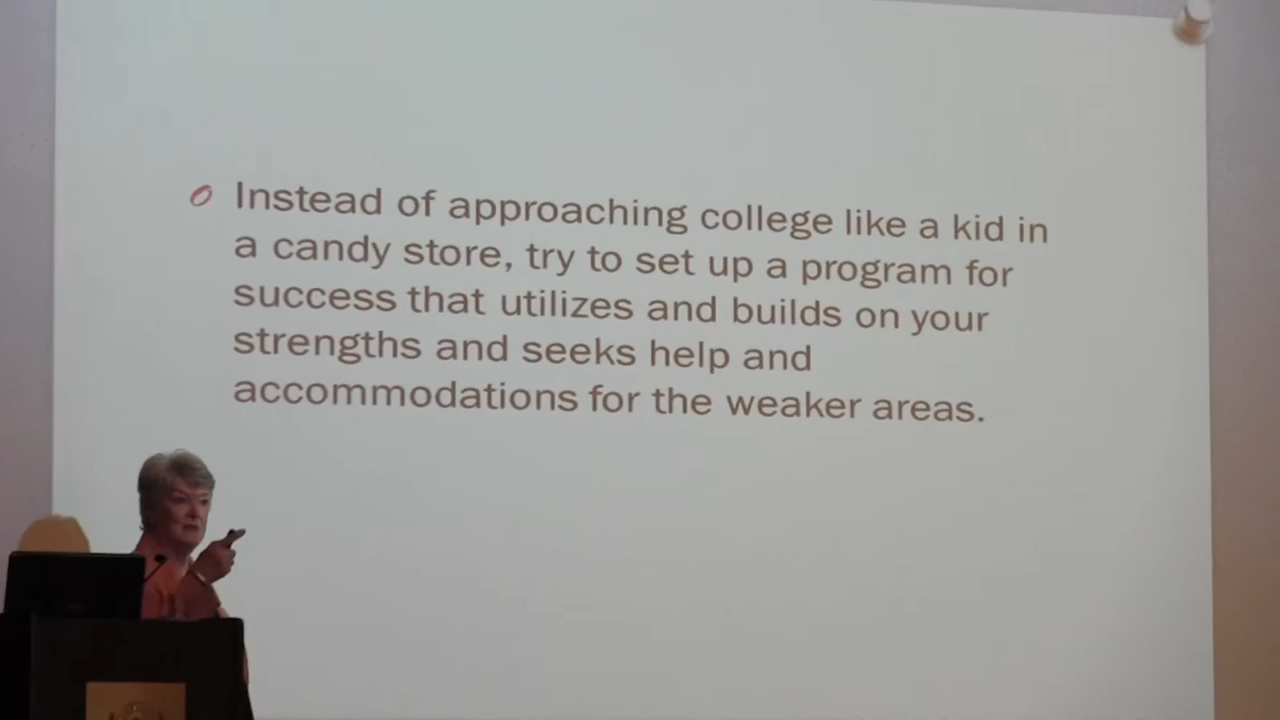 Instead of approaching college like a kid in
a candy store, try to set up a program for
success that utilizes and builds on your
strengths and seeks help and
accommodations for the weaker areas.